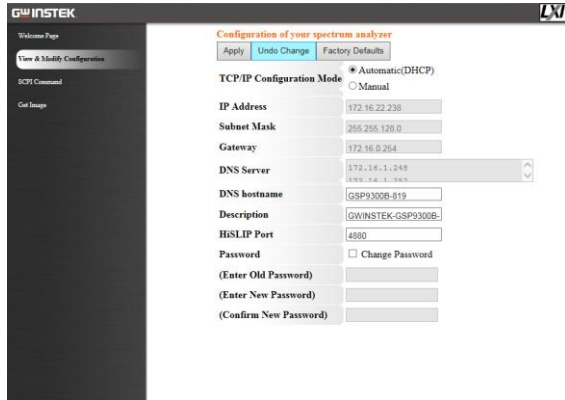 GWINSTEK
LXI
Welcome Page
View & Modify Configuration
SCPI Command
Get Image
Configuration of your spectrum analyzer
Apply Undo Change Factory Defaults
TCP/IP Configuration Mode Automatic(DHCP)
Manual
IP Address 172.16.22.238
Subnet Mask 255.255.128.0
Gateway 172.16.0.254
DNS Server 172.16.1.248
DNS hostname GSP9300B-819
Description GWINSTEK-GSP9300B-
HiSLIP Port 4880
Password Change Password
(Enter Old Password)
(Enter New Password)
(Confirm New Password)